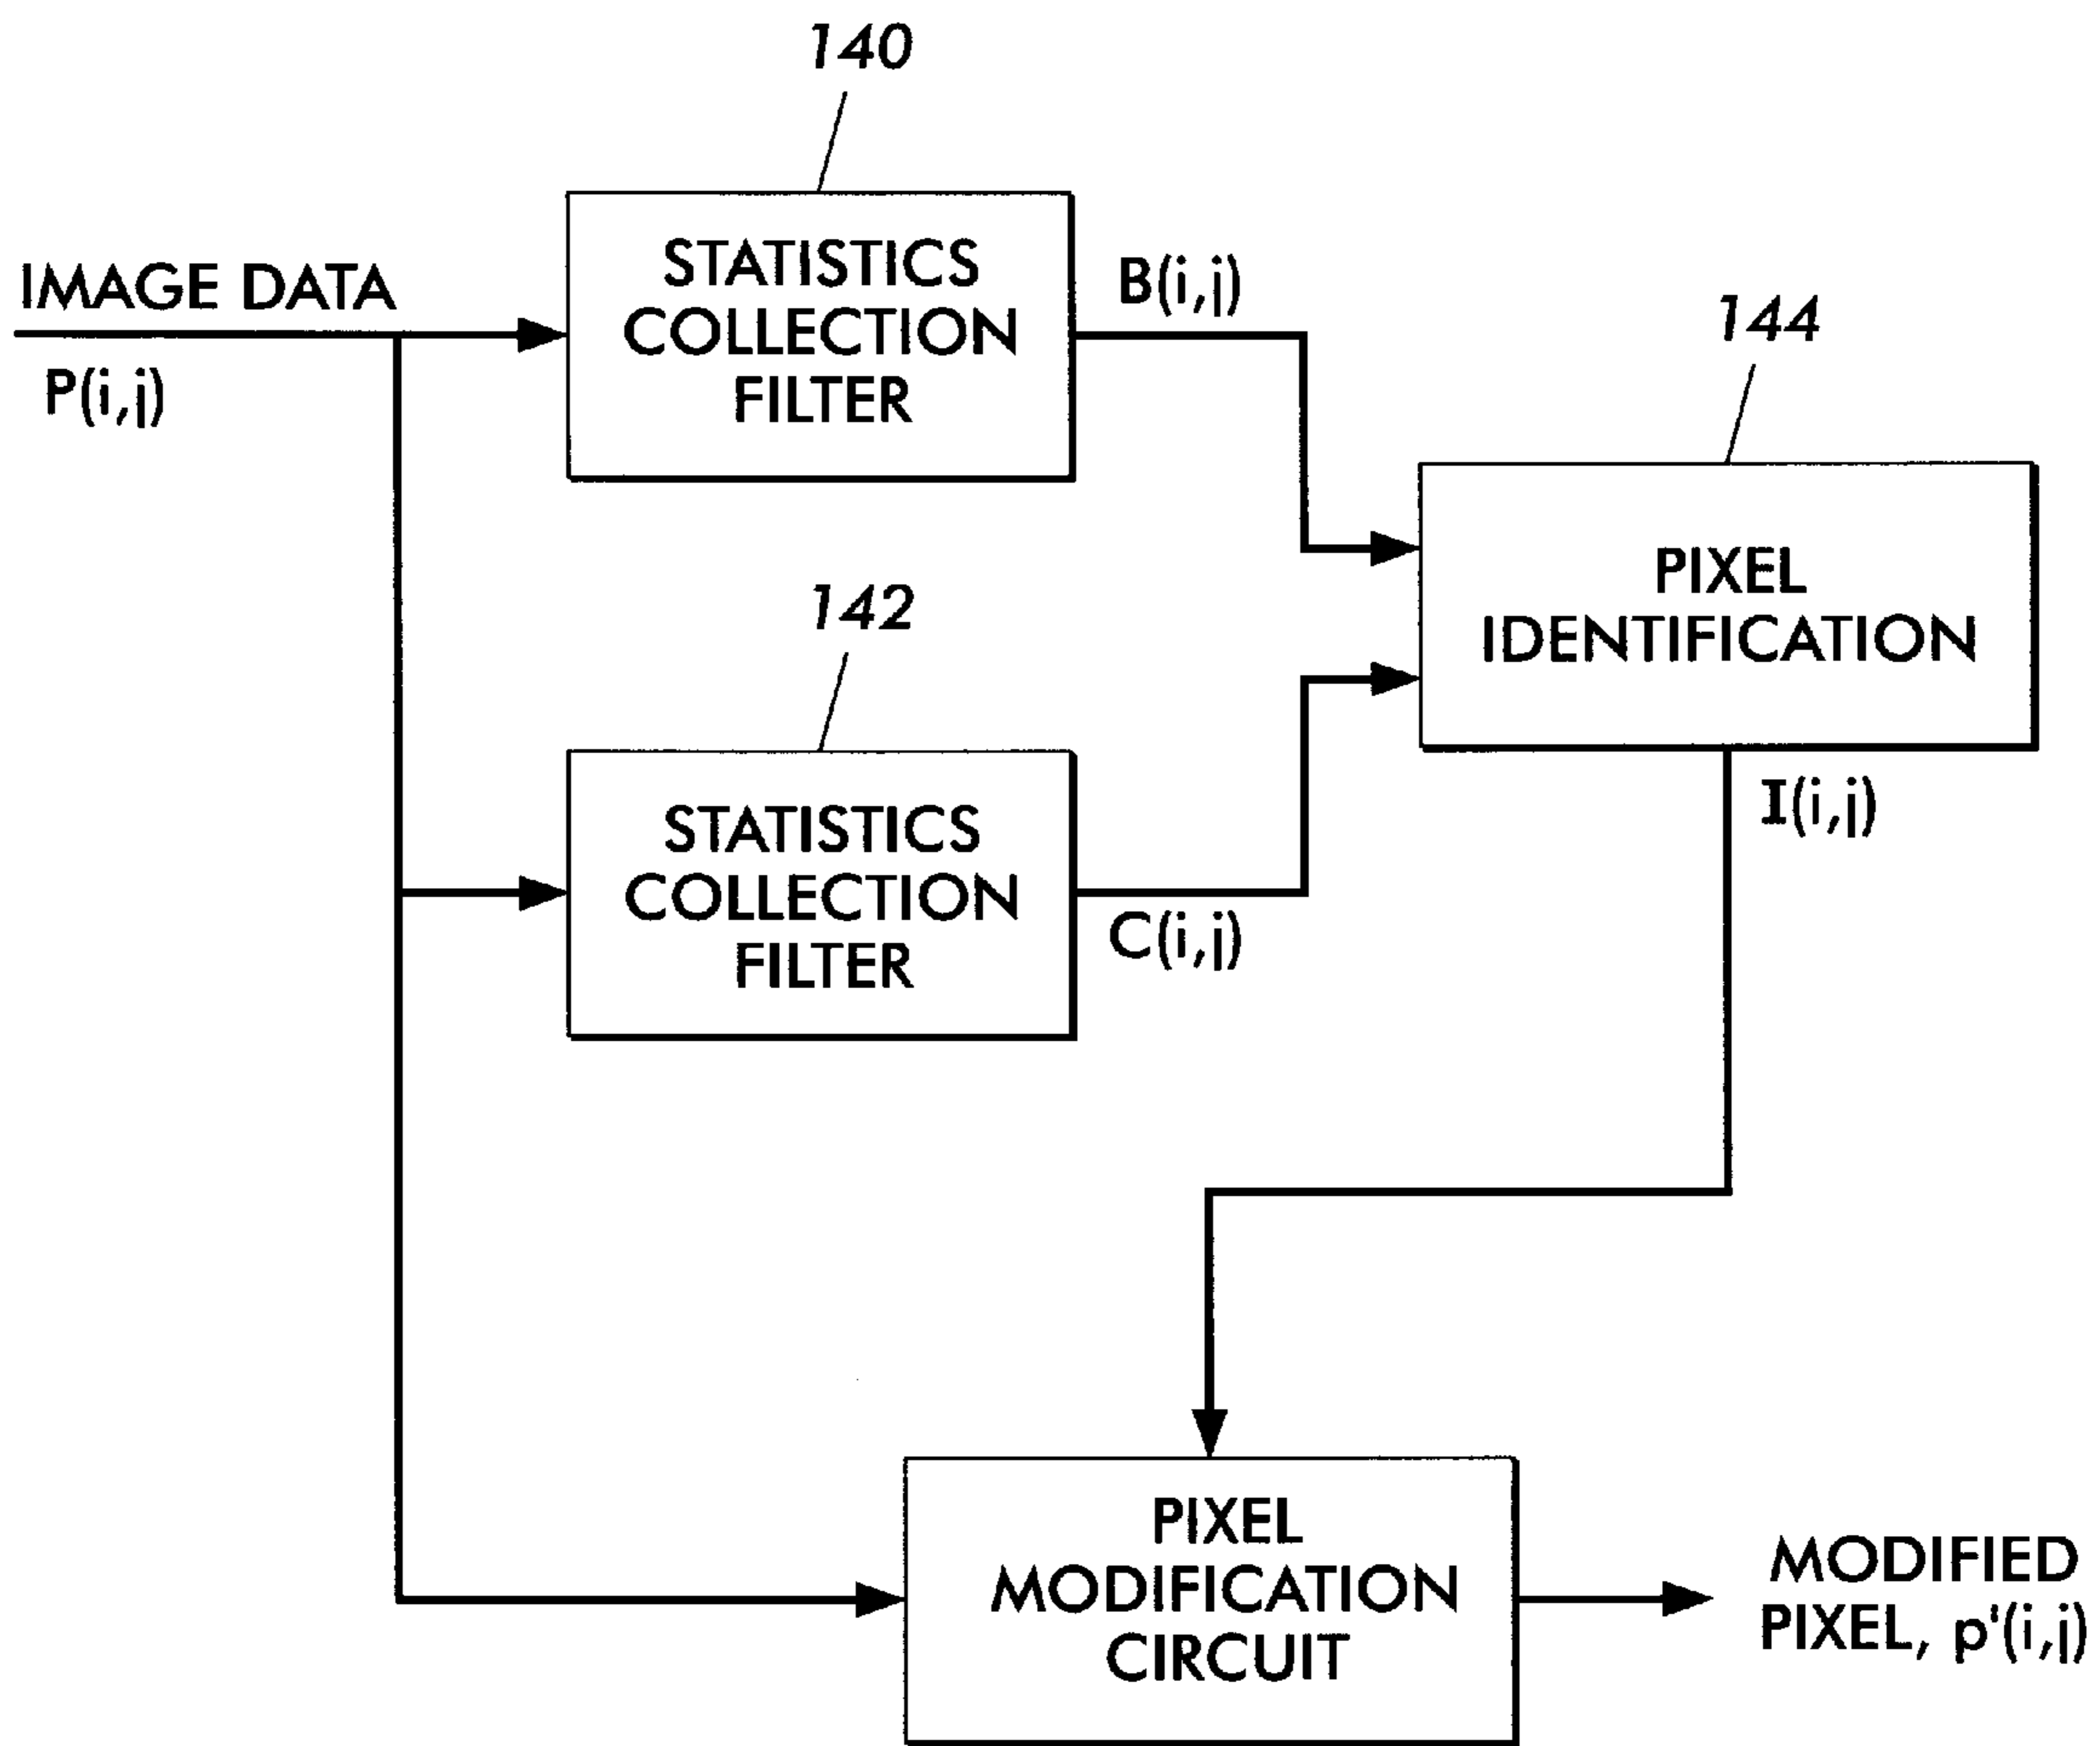 140
STATISTICS
COLLECTION
FILTER
IMAGE DATA
P(i,j)
B(i,j)
144
PIXEL
IDENTIFICATION
142
STATISTICS
COLLECTION
FILTER
C(i,j)
I(i,j)
PIXEL
MODIFICATION
CIRCUIT
MODIFIED
PIXEL, p'(i,j)